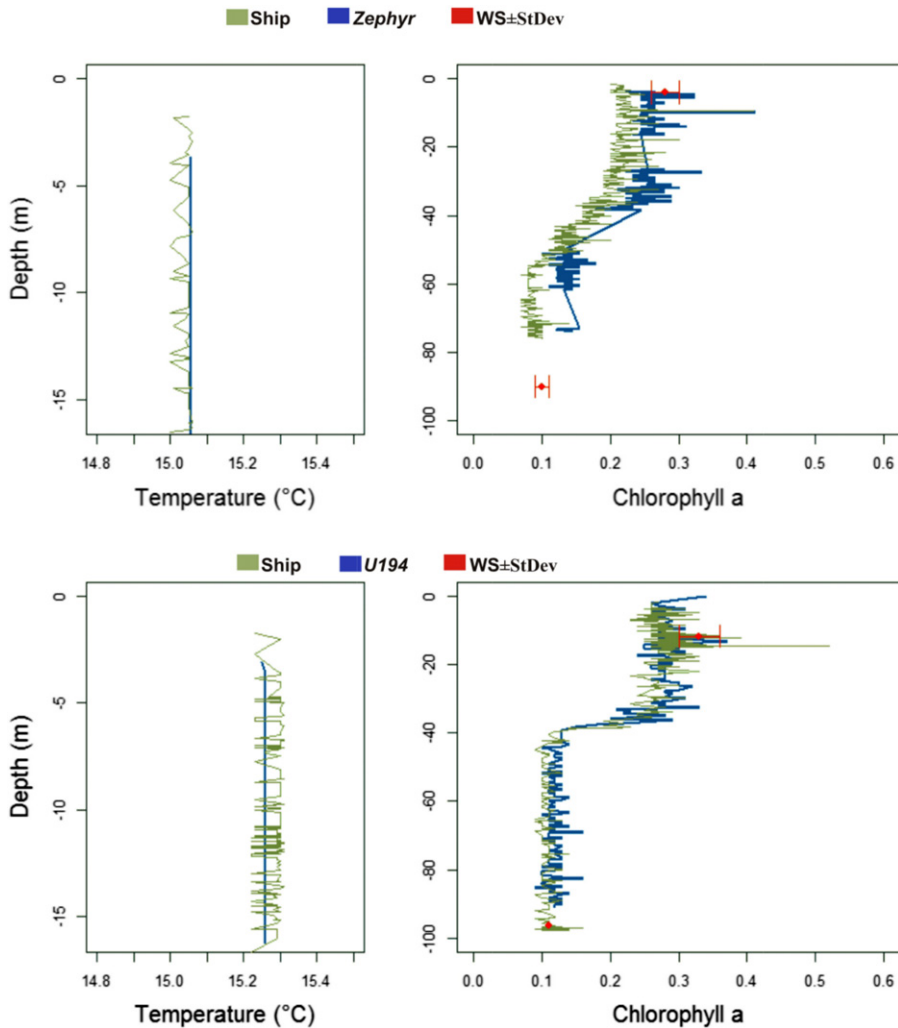 Ship Zephyr WS±StDev
Depth (m)
0
-5
-10
-15
14.8 15.0 15.2 15.4
Temperature (°C)
0
-20
-40
-60
-80
-100
0.0 0.1 0.2 0.3 0.4 0.5 0.6
Chlorophyll a
Ship U194 WS±StDev
Depth (m)
0
-5
-10
-15
14.8 15.0 15.2 15.4
Temperature (°C)
0
-20
-40
-60
-80
-100
0.0 0.1 0.2 0.3 0.4 0.5 0.6
Chlorophyll a